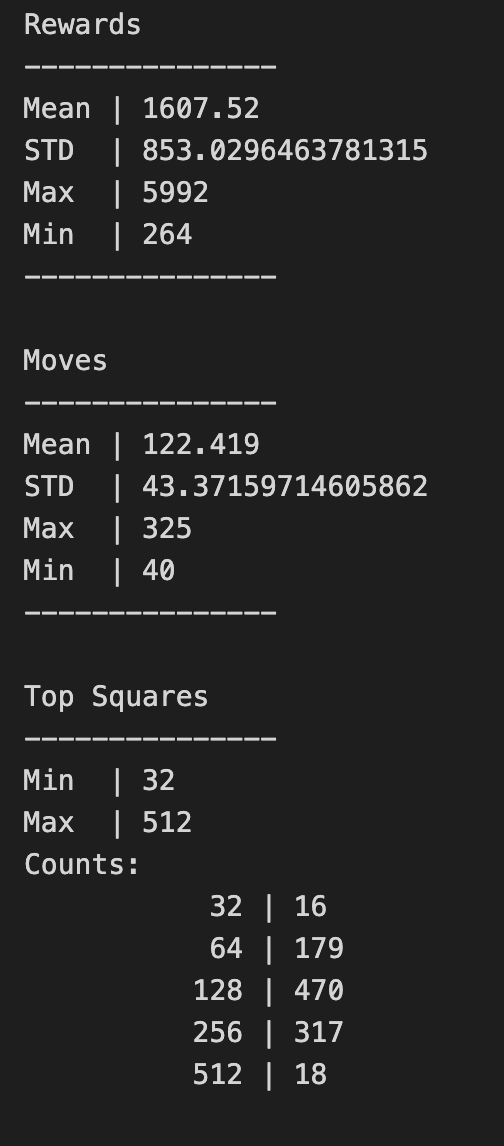 Rewards
---------------
Mean | 1607.52
STD  | 853.0296463781315
Max  | 5992
Min  | 264
---------------

Moves
---------------
Mean | 122.419
STD  | 43.37159714605862
Max  | 325
Min  | 40
---------------

Top Squares
---------------
Min  | 32
Max  | 512
Counts:
           32 | 16
           64 | 179
          128 | 470
          256 | 317
          512 | 18